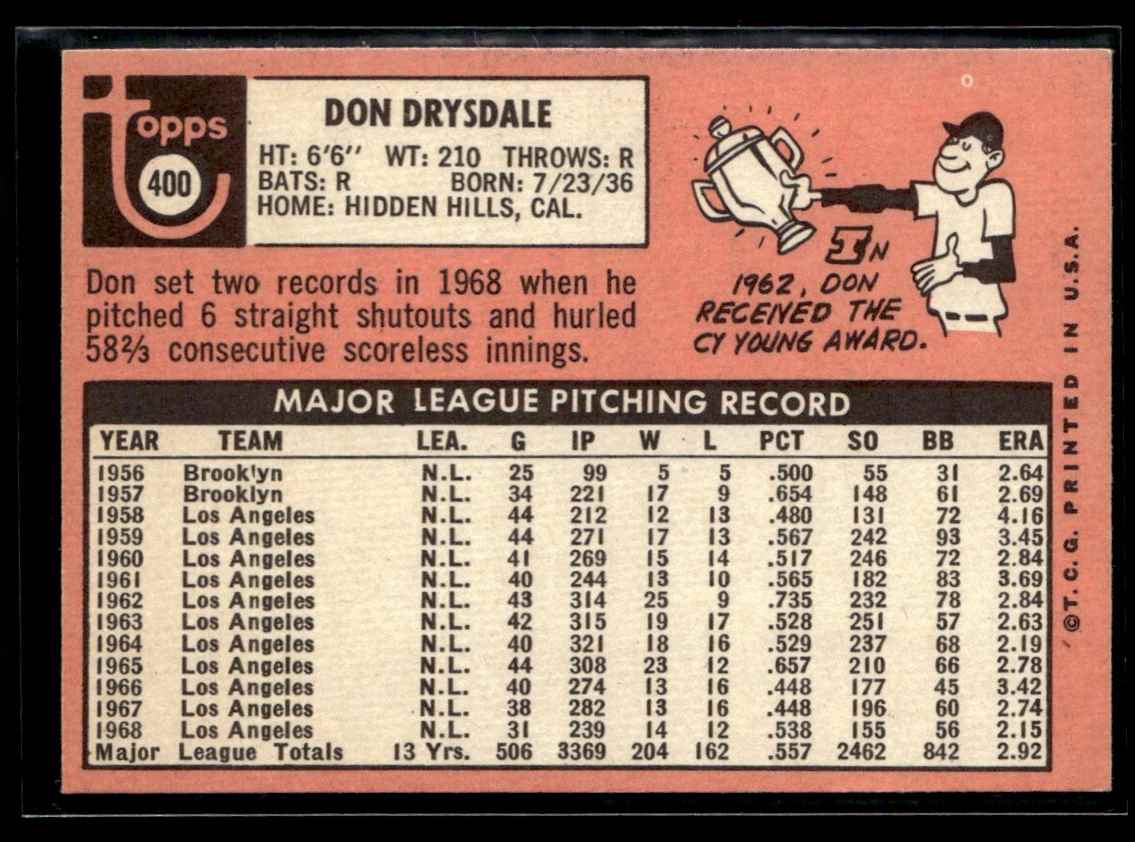 topps
400
DON DRYSDALE
HT: 6'6" WT: 210 THROWS: R
BATS: R BORN: 7/23/36
HOME: HIDDEN HILLS, CAL.
Don set two records in 1968 when he
pitched 6 straight shutouts and hurled
58⅔ consecutive scoreless innings.
IN
1962, DON
RECEIVED THE
CY YOUNG AWARD.
MAJOR LEAGUE PITCHING RECORD
YEAR TEAM LEA. G IP W L PCT SO BB ERA
1956 Brooklyn N.L. 25 99 5 5 .500 55 31 2.64
1957 Brooklyn N.L. 34 221 17 9 .654 148 61 2.69
1958 Los Angeles N.L. 44 212 12 13 .480 131 72 4.16
1959 Los Angeles N.L. 44 271 17 13 .567 242 93 3.45
1960 Los Angeles N.L. 41 269 15 14 .517 246 72 2.84
1961 Los Angeles N.L. 40 244 13 10 .565 182 83 3.69
1962 Los Angeles N.L. 43 314 25 9 .735 232 78 2.84
1963 Los Angeles N.L. 42 315 19 17 .528 251 57 2.63
1964 Los Angeles N.L. 40 321 18 16 .529 237 68 2.19
1965 Los Angeles N.L. 44 308 23 12 .657 210 66 2.78
1966 Los Angeles N.L. 40 274 13 16 .448 177 45 3.42
1967 Los Angeles N.L. 38 282 13 16 .448 196 60 2.74
1968 Los Angeles N.L. 31 239 14 12 .538 155 56 2.15
Major League Totals 13 Yrs. 506 3369 204 162 .557 2462 842 2.92
©T. C. G. PRINTED IN U.S.A.